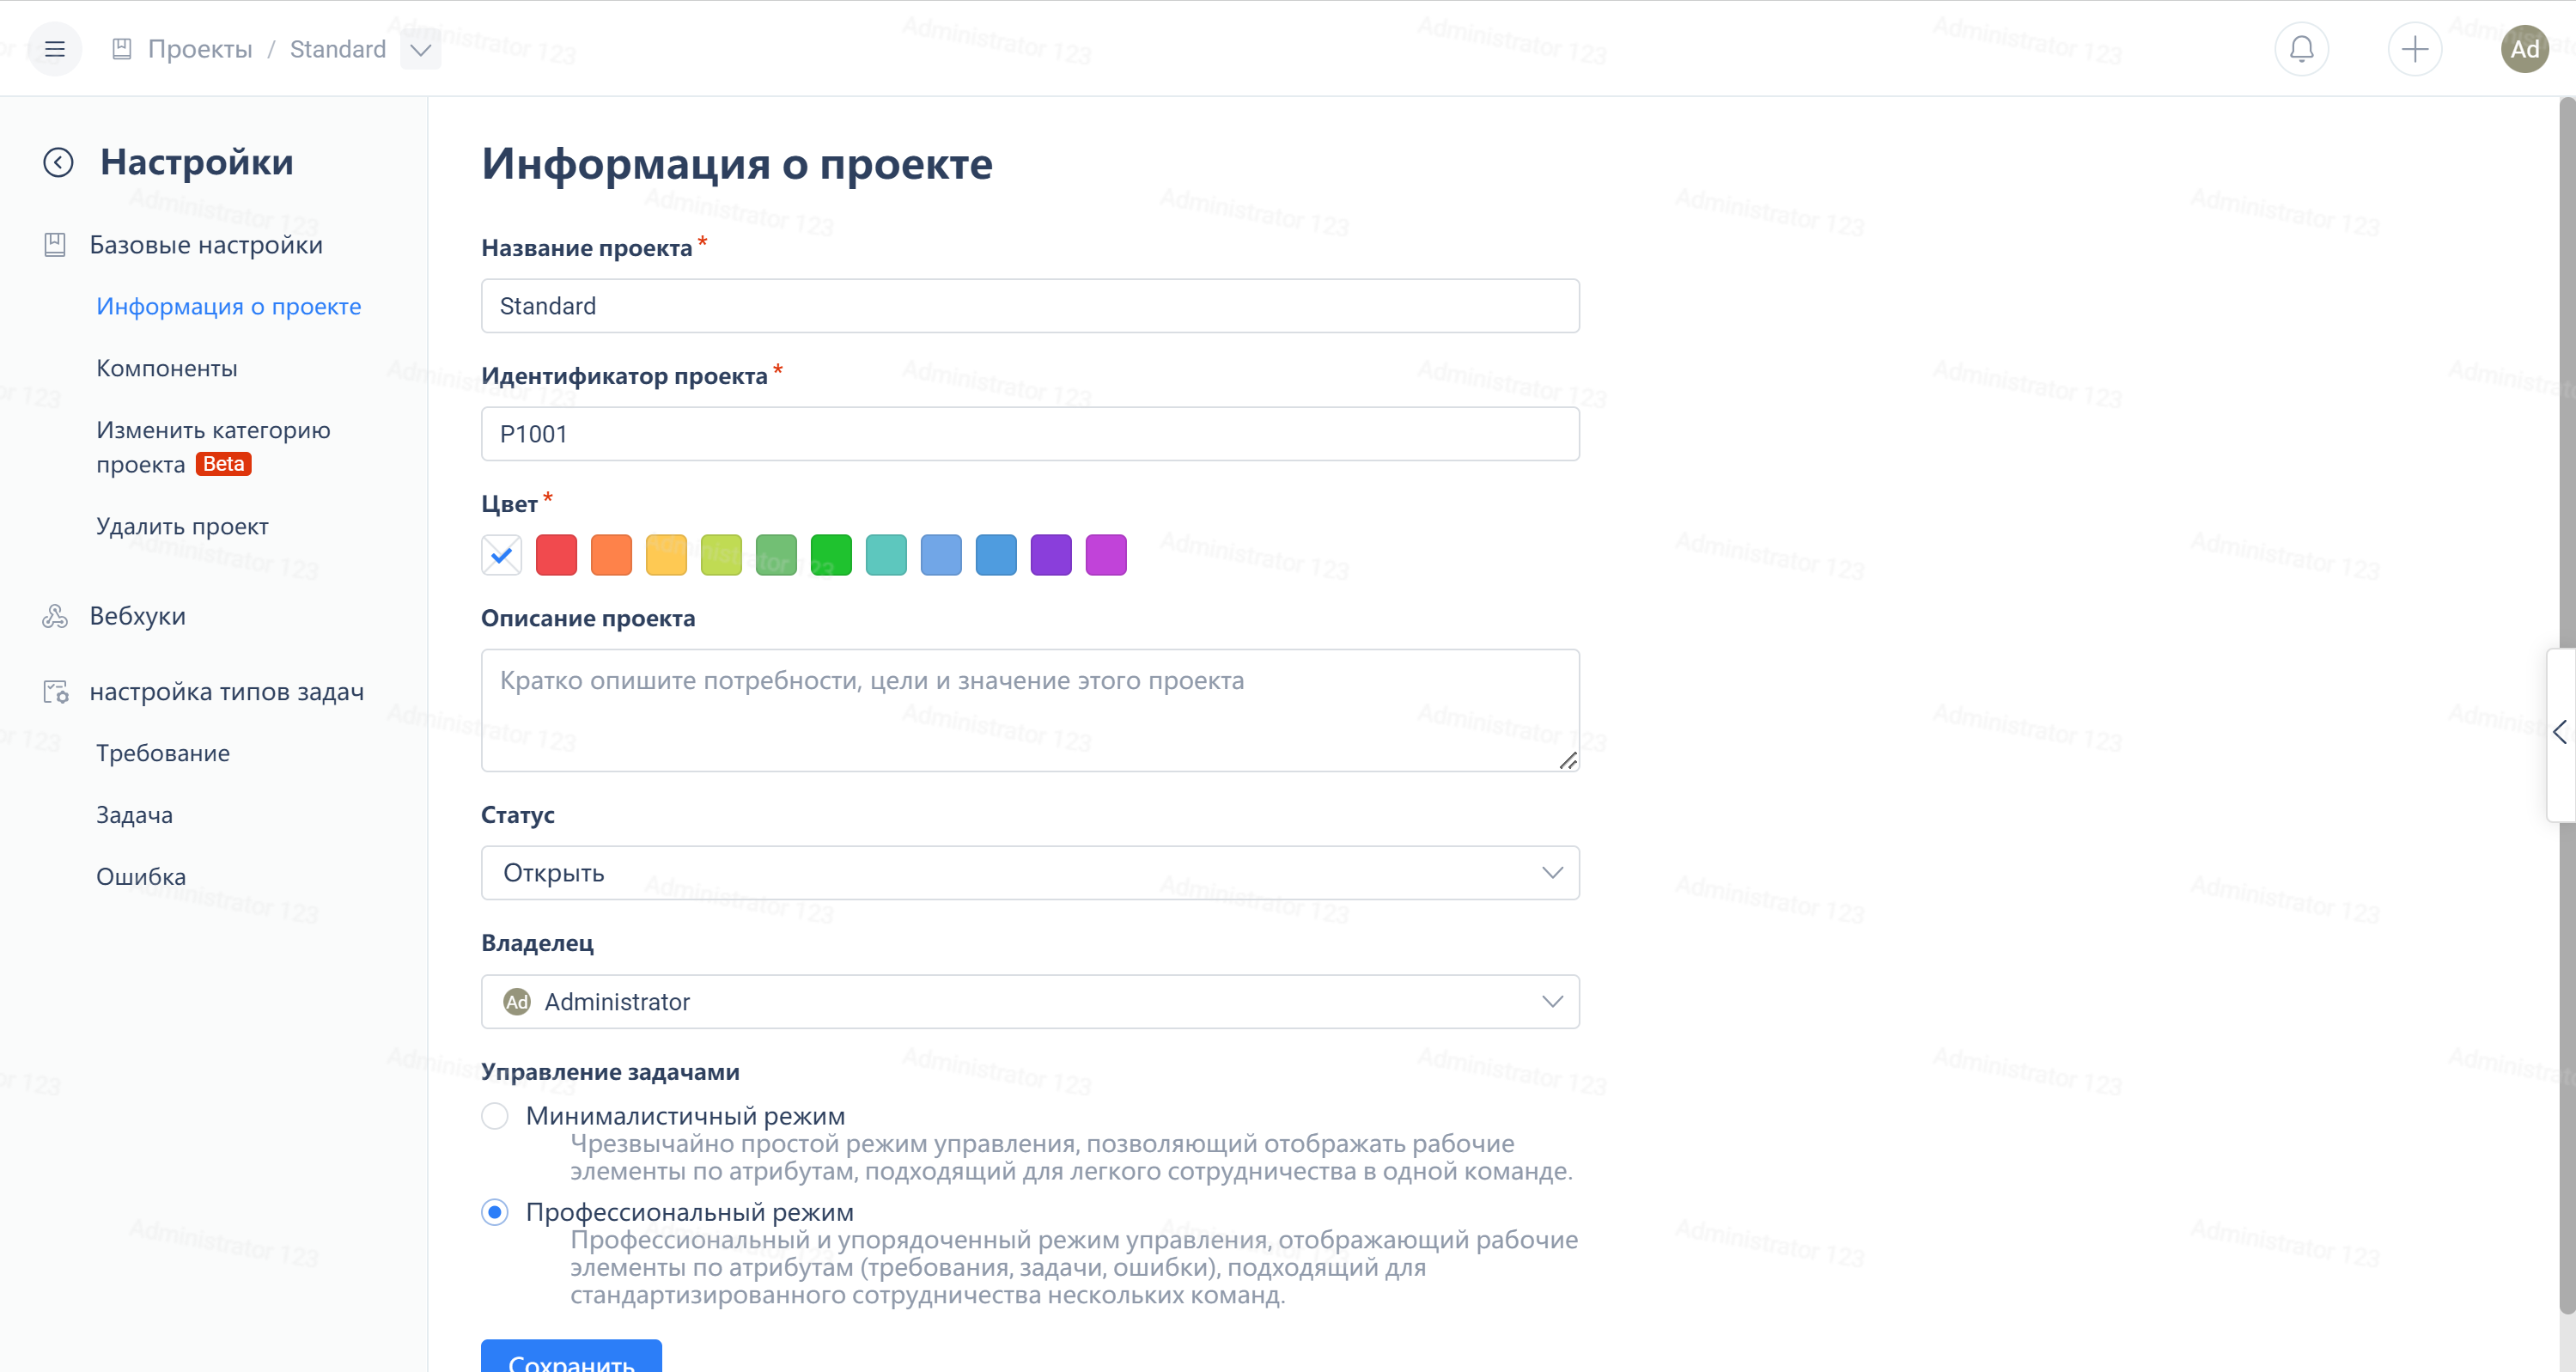 Проекты / Standard
Ad
Настройки
Базовые настройки
Информация о проекте
Компоненты
Изменить категорию
проекта Beta
Удалить проект
Вебхуки
настройка типов задач
Требование
Задача
Ошибка
Информация о проекте
Название проекта *
Standard
Идентификатор проекта *
P1001
Цвет *
Описание проекта
Кратко опишите потребности, цели и значение этого проекта
Статус
Открыть
Владелец
Ad Administrator
Управление задачами
Минималистичный режим
Чрезвычайно простой режим управления, позволяющий отображать рабочие
элементы по атрибутам, подходящий для легкого сотрудничества в одной команде.
Профессиональный режим
Профессиональный и упорядоченный режим управления, отображающий рабочие
элементы по атрибутам (требования, задачи, ошибки), подходящий для
стандартизированного сотрудничества нескольких команд.
Сохранить
Administrator 123